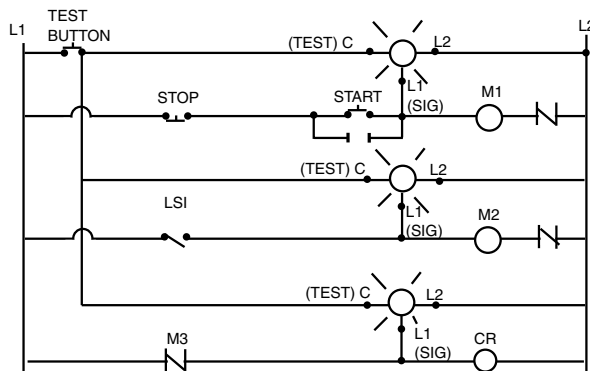 L1
TEST
BUTTON
(TEST) C
L2
L2
L1
(SIG)
STOP
START
M1
(TEST) C
L2
LSI
L1
(SIG)
M2
(TEST) C
L2
L1
(SIG)
M3
CR